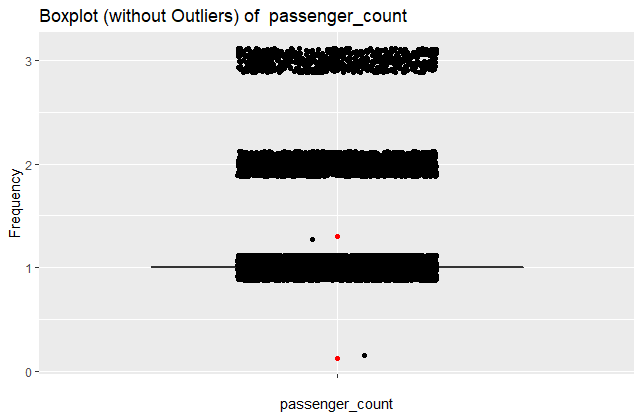 Boxplot (without Outliers) of  passenger_count
3
2
1
0
Frequency
passenger_count